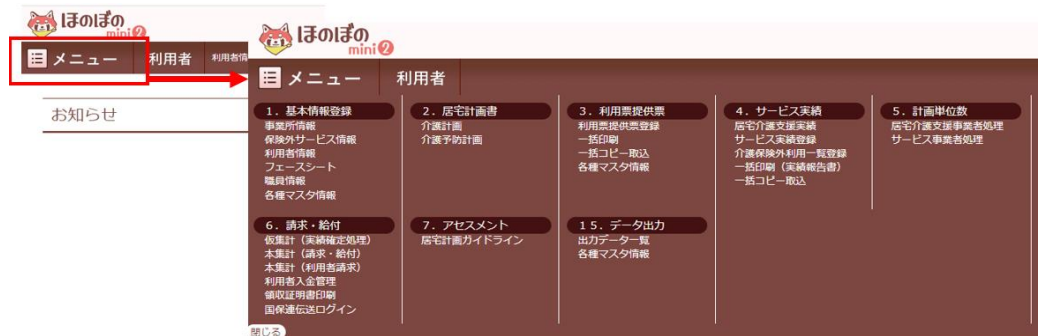 ほのぼの
mini②
メニュー 利用者 利用者情
お知らせ
ほのぼの
mini②
メニュー 利用者
1．基本情報登録
事業所情報
保険外サービス情報
利用者情報
フェースシート
職員情報
各種マスタ情報
2．居宅計画書
介護計画
介護予防計画
3．利用票提供票
利用票提供票登録
一括印刷
一括コピー取込
各種マスタ情報
4．サービス実績
居宅介護支援実績
サービス実績登録
介護保険外利用一覧登録
一括印刷（実績報告書）
一括コピー取込
5．計画単位数
居宅介護支援事業者処理
サービス事業者処理
6．請求・給付
仮集計（実績確定処理）
本集計（請求・給付）
本集計（利用者請求）
利用者入金管理
領収証明書印刷
国保連伝送ログイン
7．アセスメント
居宅計画ガイドライン
15．データ出力
出力データ一覧
各種マスタ情報
閉じる